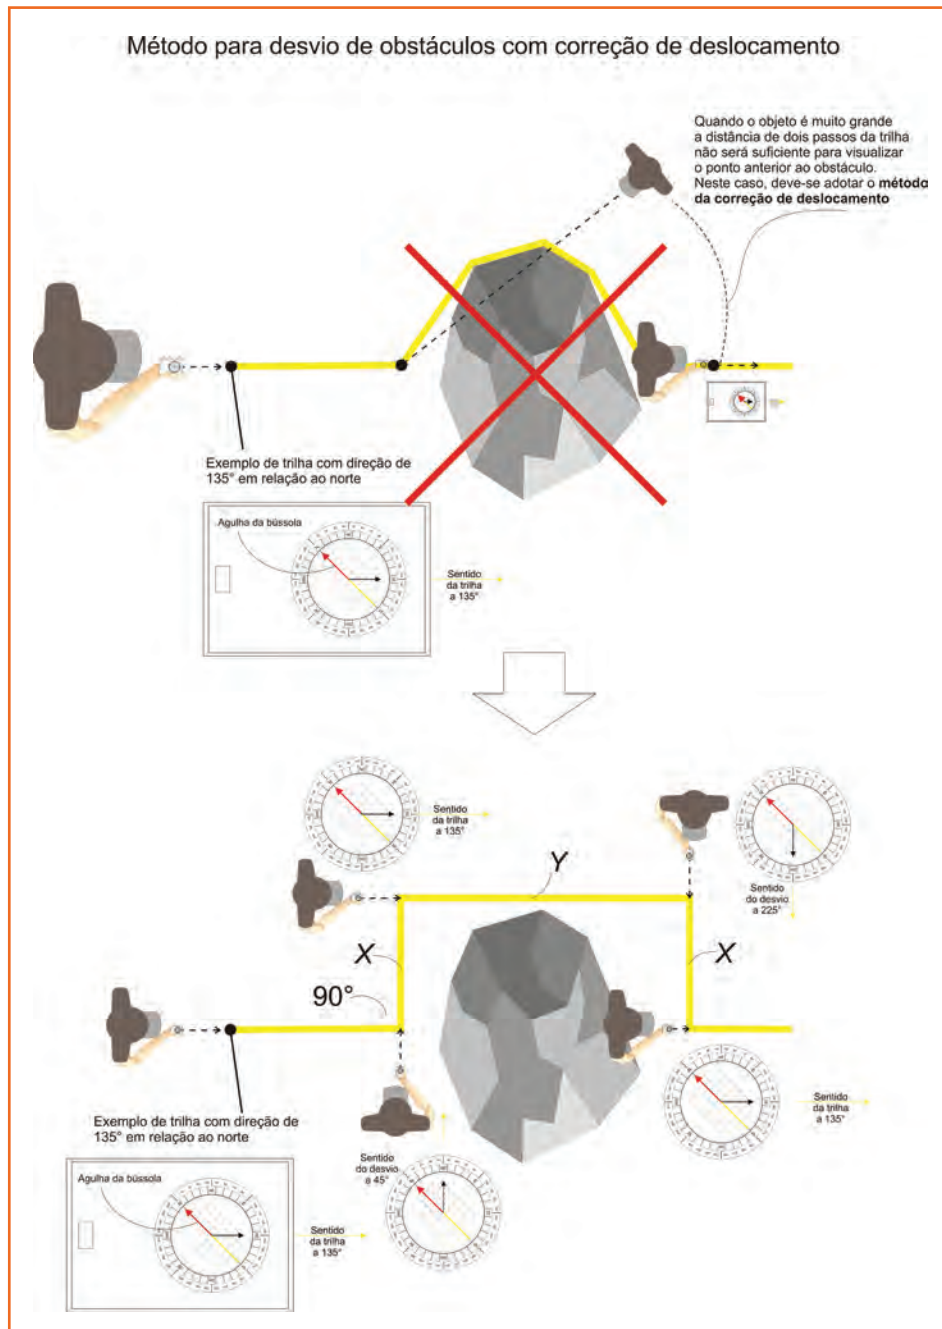 Método para desvio de obstáculos com correção de deslocamento
Quando o objeto é muito grande
a distância de dois passos da trilha
não será suficiente para visualizar
o ponto anterior ao obstáculo.
Neste caso, deve-se adotar o método
da correção de deslocamento
Exemplo de trilha com direção de
135° em relação ao norte
Agulha da bússola
Sentido
da trilha
a 135°
Sentido
da trilha
a 135°
Y
Sentido
do desvio
a 225°
X
X
90°
Exemplo de trilha com direção de
135° em relação ao norte
Sentido
do desvio
a 45°
Sentido
da trilha
a 135°
Agulha da bússola
Sentido
da trilha
a 135°